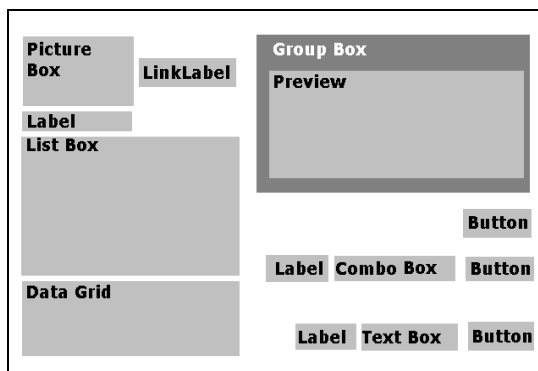 Picture
Box
LinkLabel
Label
List Box
Data Grid
Group Box
Preview
Button
Label Combo Box Button
Label Text Box Button